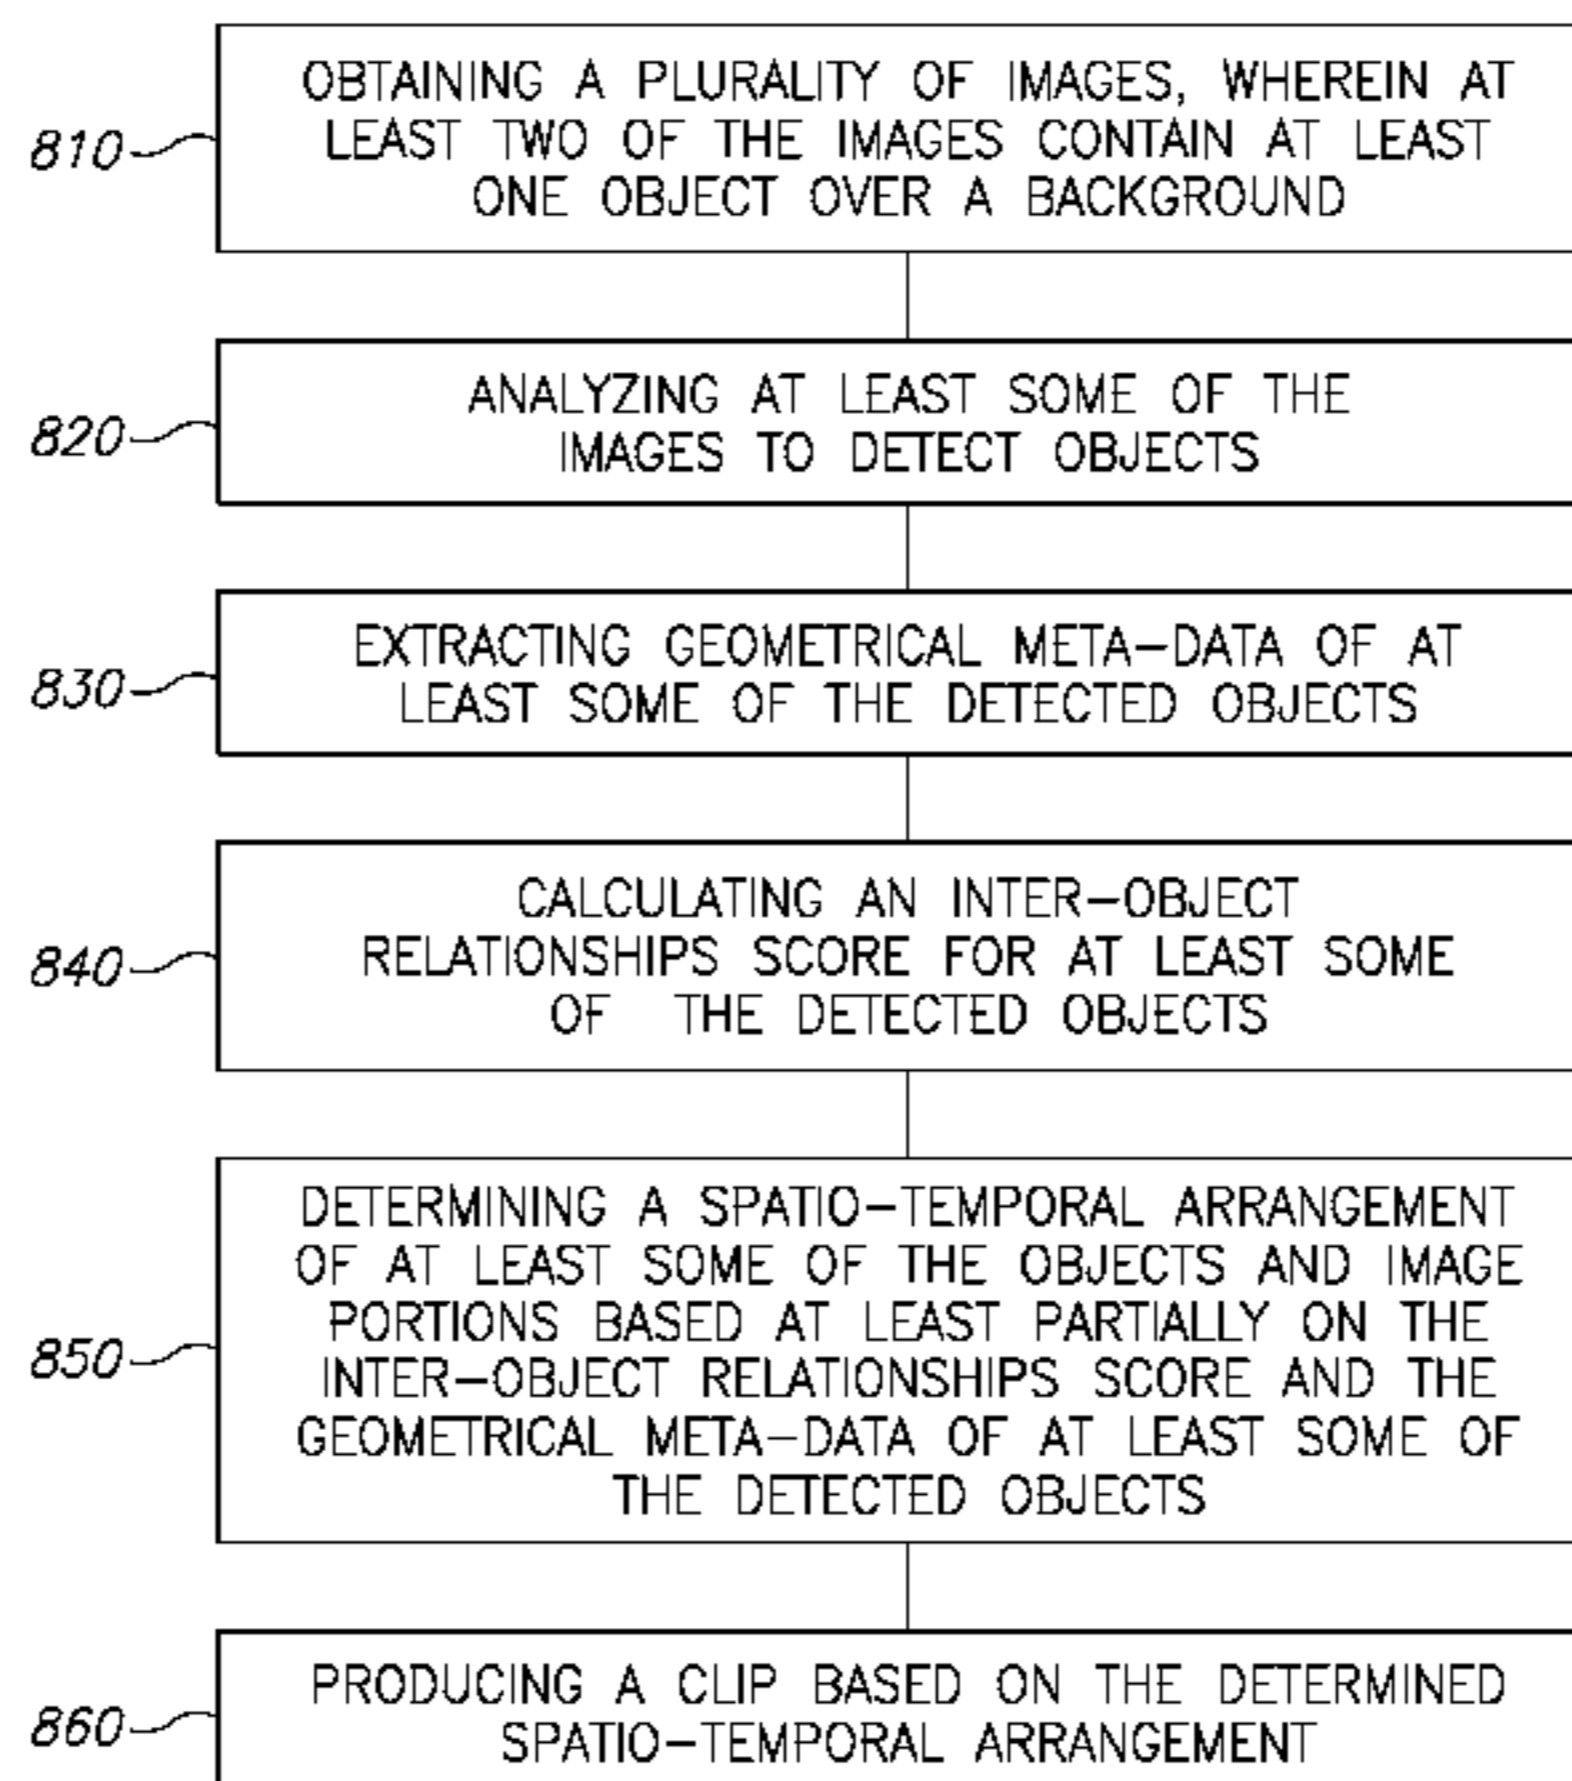 OBTAINING A PLURALITY OF IMAGES, WHEREIN AT
810
LEAST TWO OF THE IMAGES CONTAIN AT LEAST
ONE OBJECT OVER A BACKGROUND
ANALYZING AT LEAST SOME OF THE
820
IMAGES TO DETECT OBJECTS
EXTRACTING GEOMETRICAL META-DATA OF AT
830
LEAST SOME OF THE DETECTED OBJECTS
CALCULATING AN INTER-OBJECT
840
RELATIONSHIPS SCORE FOR AT LEAST SOME
OF THE DETECTED OBJECTS
DETERMINING A SPATIO-TEMPORAL ARRANGEMENT
OF AT LEAST SOME OF THE OBJECTS AND IMAGE
PORTIONS BASED AT LEAST PARTIALLY ON THE
850
INTER-OBJECT RELATIONSHIPS SCORE AND THE
GEOMETRICAL META-DATA OF AT LEAST SOME OF
THE DETECTED OBJECTS
PRODUCING A CLIP BASED ON THE DETERMINED
860
SPATIO-TEMPORAL ARRANGEMENT